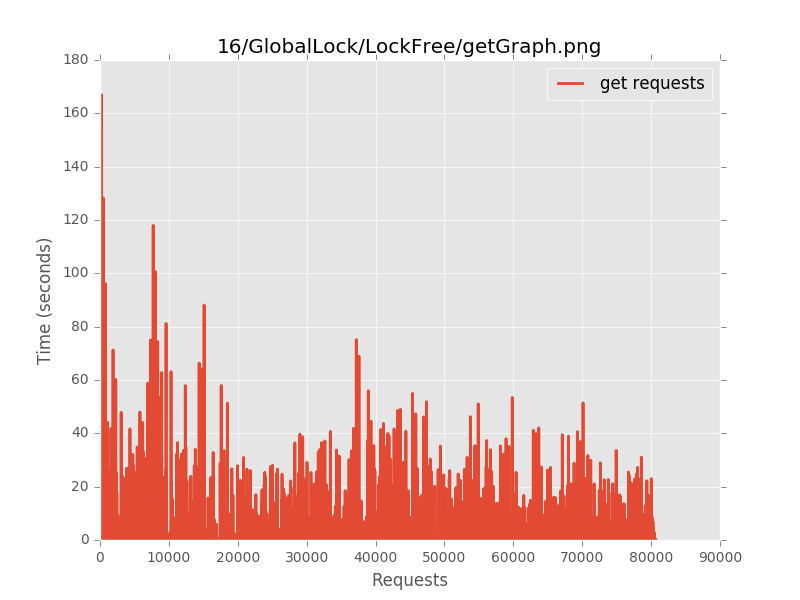 16/GlobalLock/LockFree/getGraph.png
get requests
Time (seconds)
180
160
140
120
100
80
60
40
20
0
0 10000 20000 30000 40000 50000 60000 70000 80000 90000
Requests